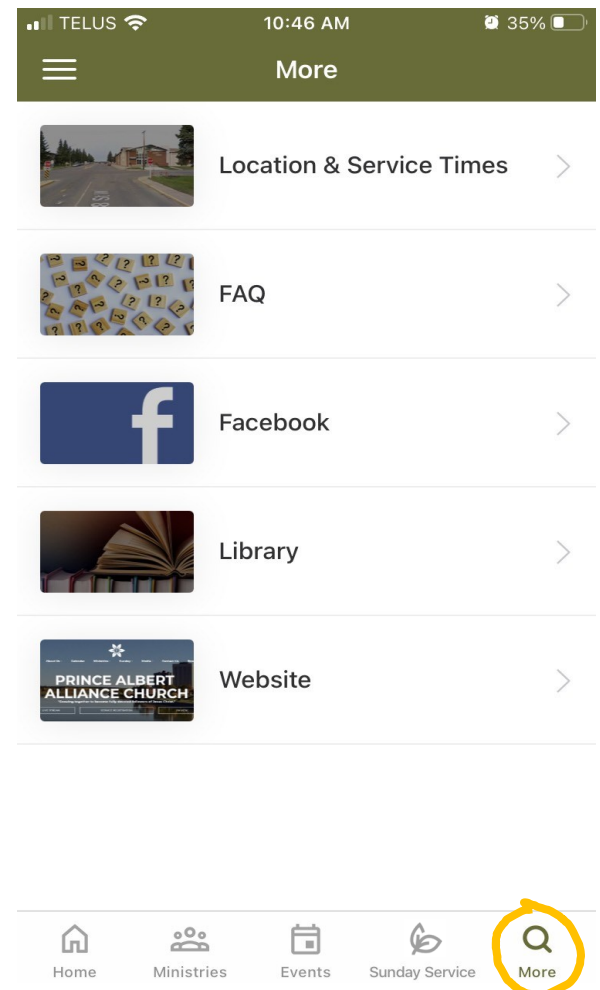 TELUS 10:46 AM 35%
More
Location & Service Times
FAQ
Facebook
Library
PRINCE ALBERT
ALLIANCE CHURCH
Website
Home Ministries Events Sunday Service More